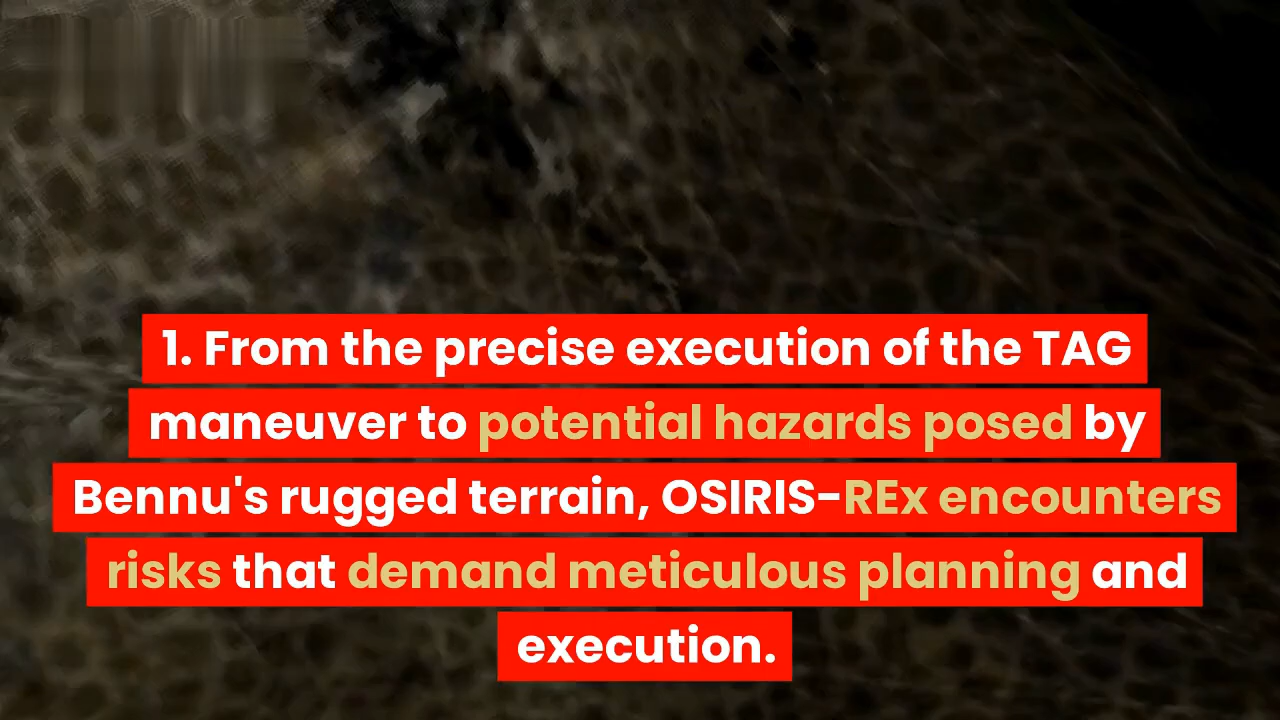 1. From the precise execution of the TAG
maneuver to potential hazards posed by
Bennu's rugged terrain, OSIRIS-REx encounters
risks that demand meticulous planning and
execution.